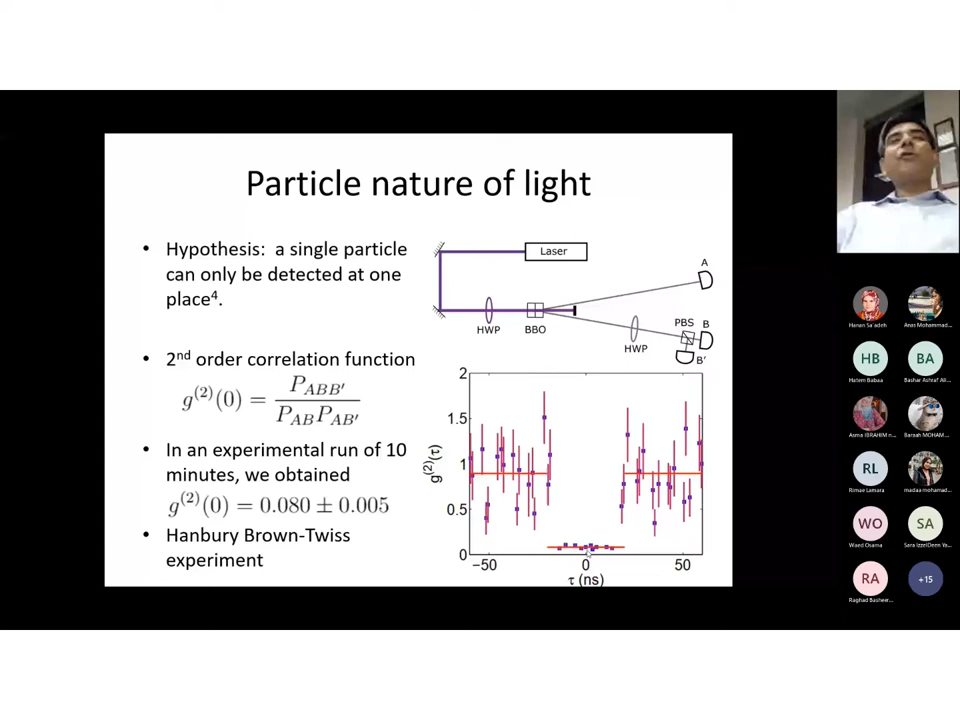 Particle nature of light
• Hypothesis: a single particle
can only be detected at one
place⁴.
• 2nd order correlation function
g⁽²⁾(0) = P_ABB′ / P_AB P_AB′
• In an experimental run of 10
minutes, we obtained
g⁽²⁾(0) = 0.080 ± 0.005
• Hanbury Brown-Twiss
experiment
Laser
A
HWP
BBO
HWP
PBS
B
B'
2
1.5
1
0.5
0
g⁽²⁾(τ)
−50
0
50
τ (ns)
Hanan Sa'adeh
Anas Mohammad...
HB
BA
Hatem Babaa
Bashar Ashraf Ali...
Asma IBRAHIM n...
Baraah MOHAM...
RL
Rimae Lamara
madaa mohamad...
WO
SA
Waed Osama
Sara IzzelDeen Ya...
RA
+15
Raghad Basheer...